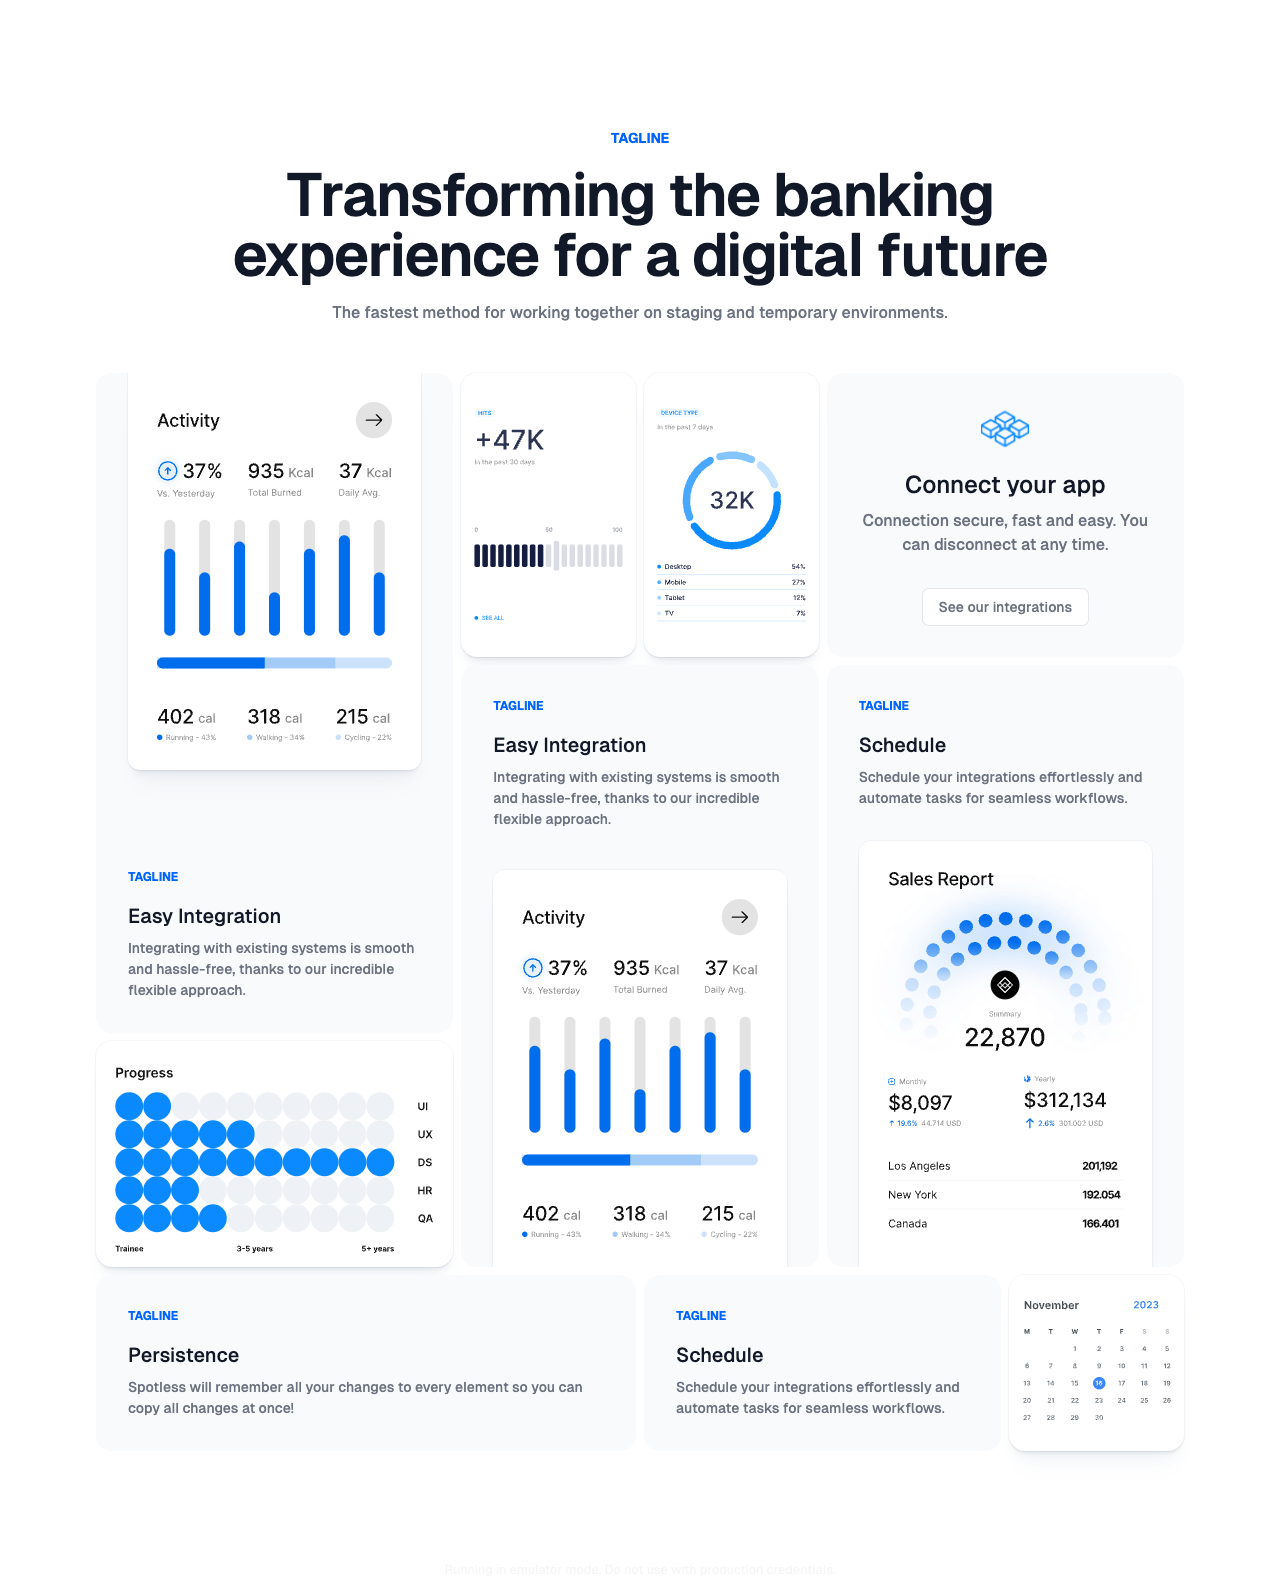 TAGLINE
Transforming the banking
experience for a digital future
The fastest method for working together on staging and temporary environments.
Activity
37% 935 Kcal 37 Kcal
Vs. Yesterday Total Burned Daily Avg.
402 cal 318 cal 215 cal
Running - 43% Walking - 34% Cycling - 22%
TAGLINE
Easy Integration
Integrating with existing systems is smooth
and hassle-free, thanks to our incredible
flexible approach.
HITS
+47K
In the past 30 days
0 50 100
SEE ALL
DEVICE TYPE
In the past 7 days
32K
Desktop 54%
Mobile 27%
Tablet 12%
TV 7%
Connect your app
Connection secure, fast and easy. You
can disconnect at any time.
See our integrations
TAGLINE
Easy Integration
Integrating with existing systems is smooth
and hassle-free, thanks to our incredible
flexible approach.
Activity
37% 935 Kcal 37 Kcal
Vs. Yesterday Total Burned Daily Avg.
402 cal 318 cal 215 cal
Running - 43% Walking - 34% Cycling - 22%
TAGLINE
Schedule
Schedule your integrations effortlessly and
automate tasks for seamless workflows.
Sales Report
Summary
22,870
Monthly Yearly
$8,097 $312,134
19.6% 44.714 USD 2.6% 301.002 USD
Los Angeles 201,192
New York 192.054
Canada 166.401
Progress
UI
UX
DS
HR
QA
Trainee 3-5 years 5+ years
TAGLINE
Persistence
Spotless will remember all your changes to every element so you can
copy all changes at once!
TAGLINE
Schedule
Schedule your integrations effortlessly and
automate tasks for seamless workflows.
November 2023
M T W T F S S
1 2 3 4 5
6 7 8 9 10 11 12
13 14 15 16 17 18 19
20 21 22 23 24 25 26
27 28 29 30
Running in emulator mode. Do not use with production credentials.